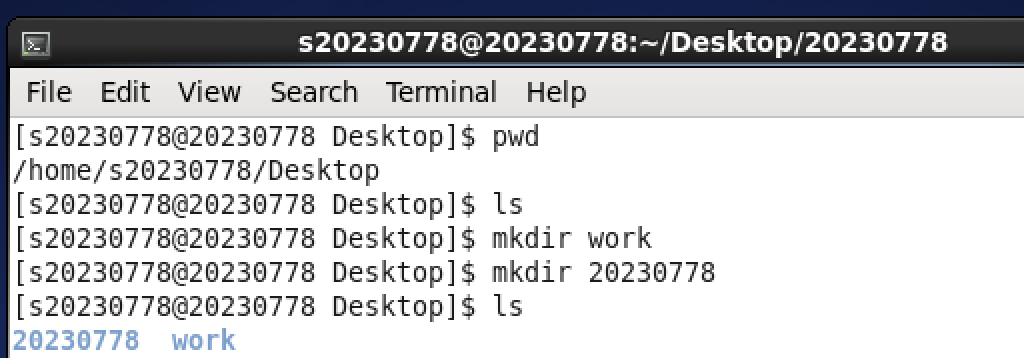 s20230778@20230778:~/Desktop/20230778
File Edit View Search Terminal Help
[s20230778@20230778 Desktop]$ pwd
/home/s20230778/Desktop
[s20230778@20230778 Desktop]$ ls
[s20230778@20230778 Desktop]$ mkdir work
[s20230778@20230778 Desktop]$ mkdir 20230778
[s20230778@20230778 Desktop]$ ls
20230778  work